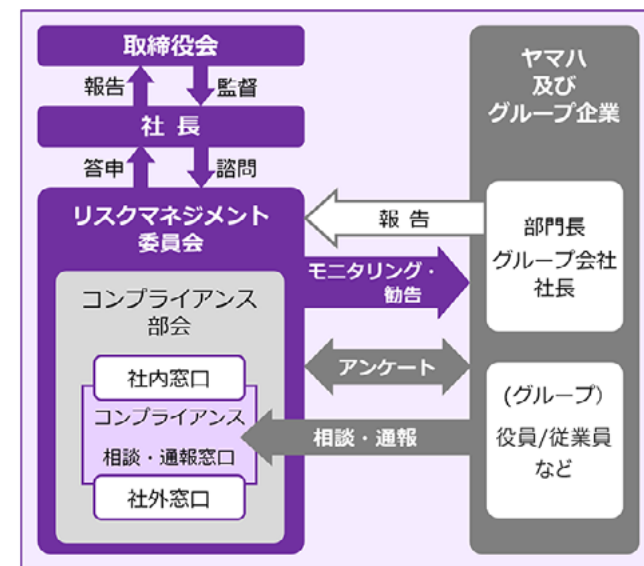 取締役会
報告
監督
社長
答申
諮問
リスクマネジメント
委員会
コンプライアンス
部会
社内窓口
コンプライアンス
相談・通報窓口
社外窓口
報告
モニタリング・
勧告
アンケート
相談・通報
ヤマハ
及び
グループ企業
部門長
グループ会社
社長
(グループ)
役員/従業員
など